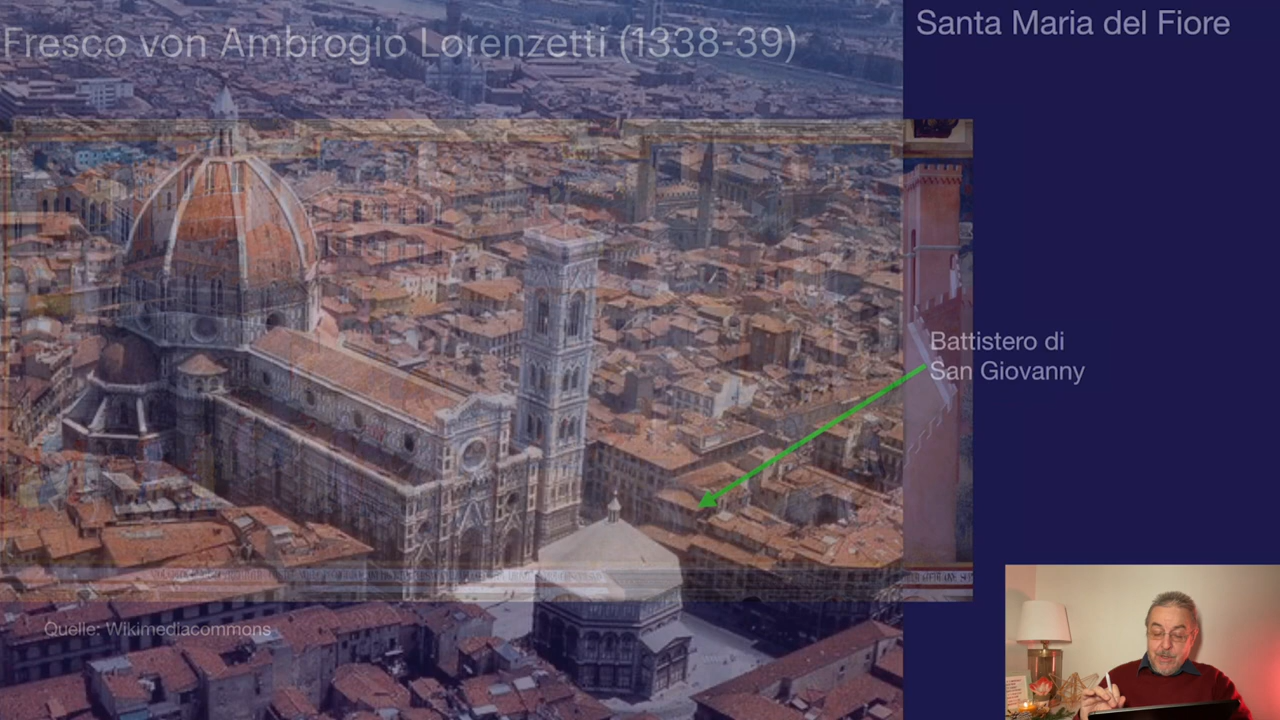 Fresco von Ambrogio Lorenzetti (1338-39)
Santa Maria del Fiore
Battistero di
San Giovanny
Quelle: Wikimediacommons